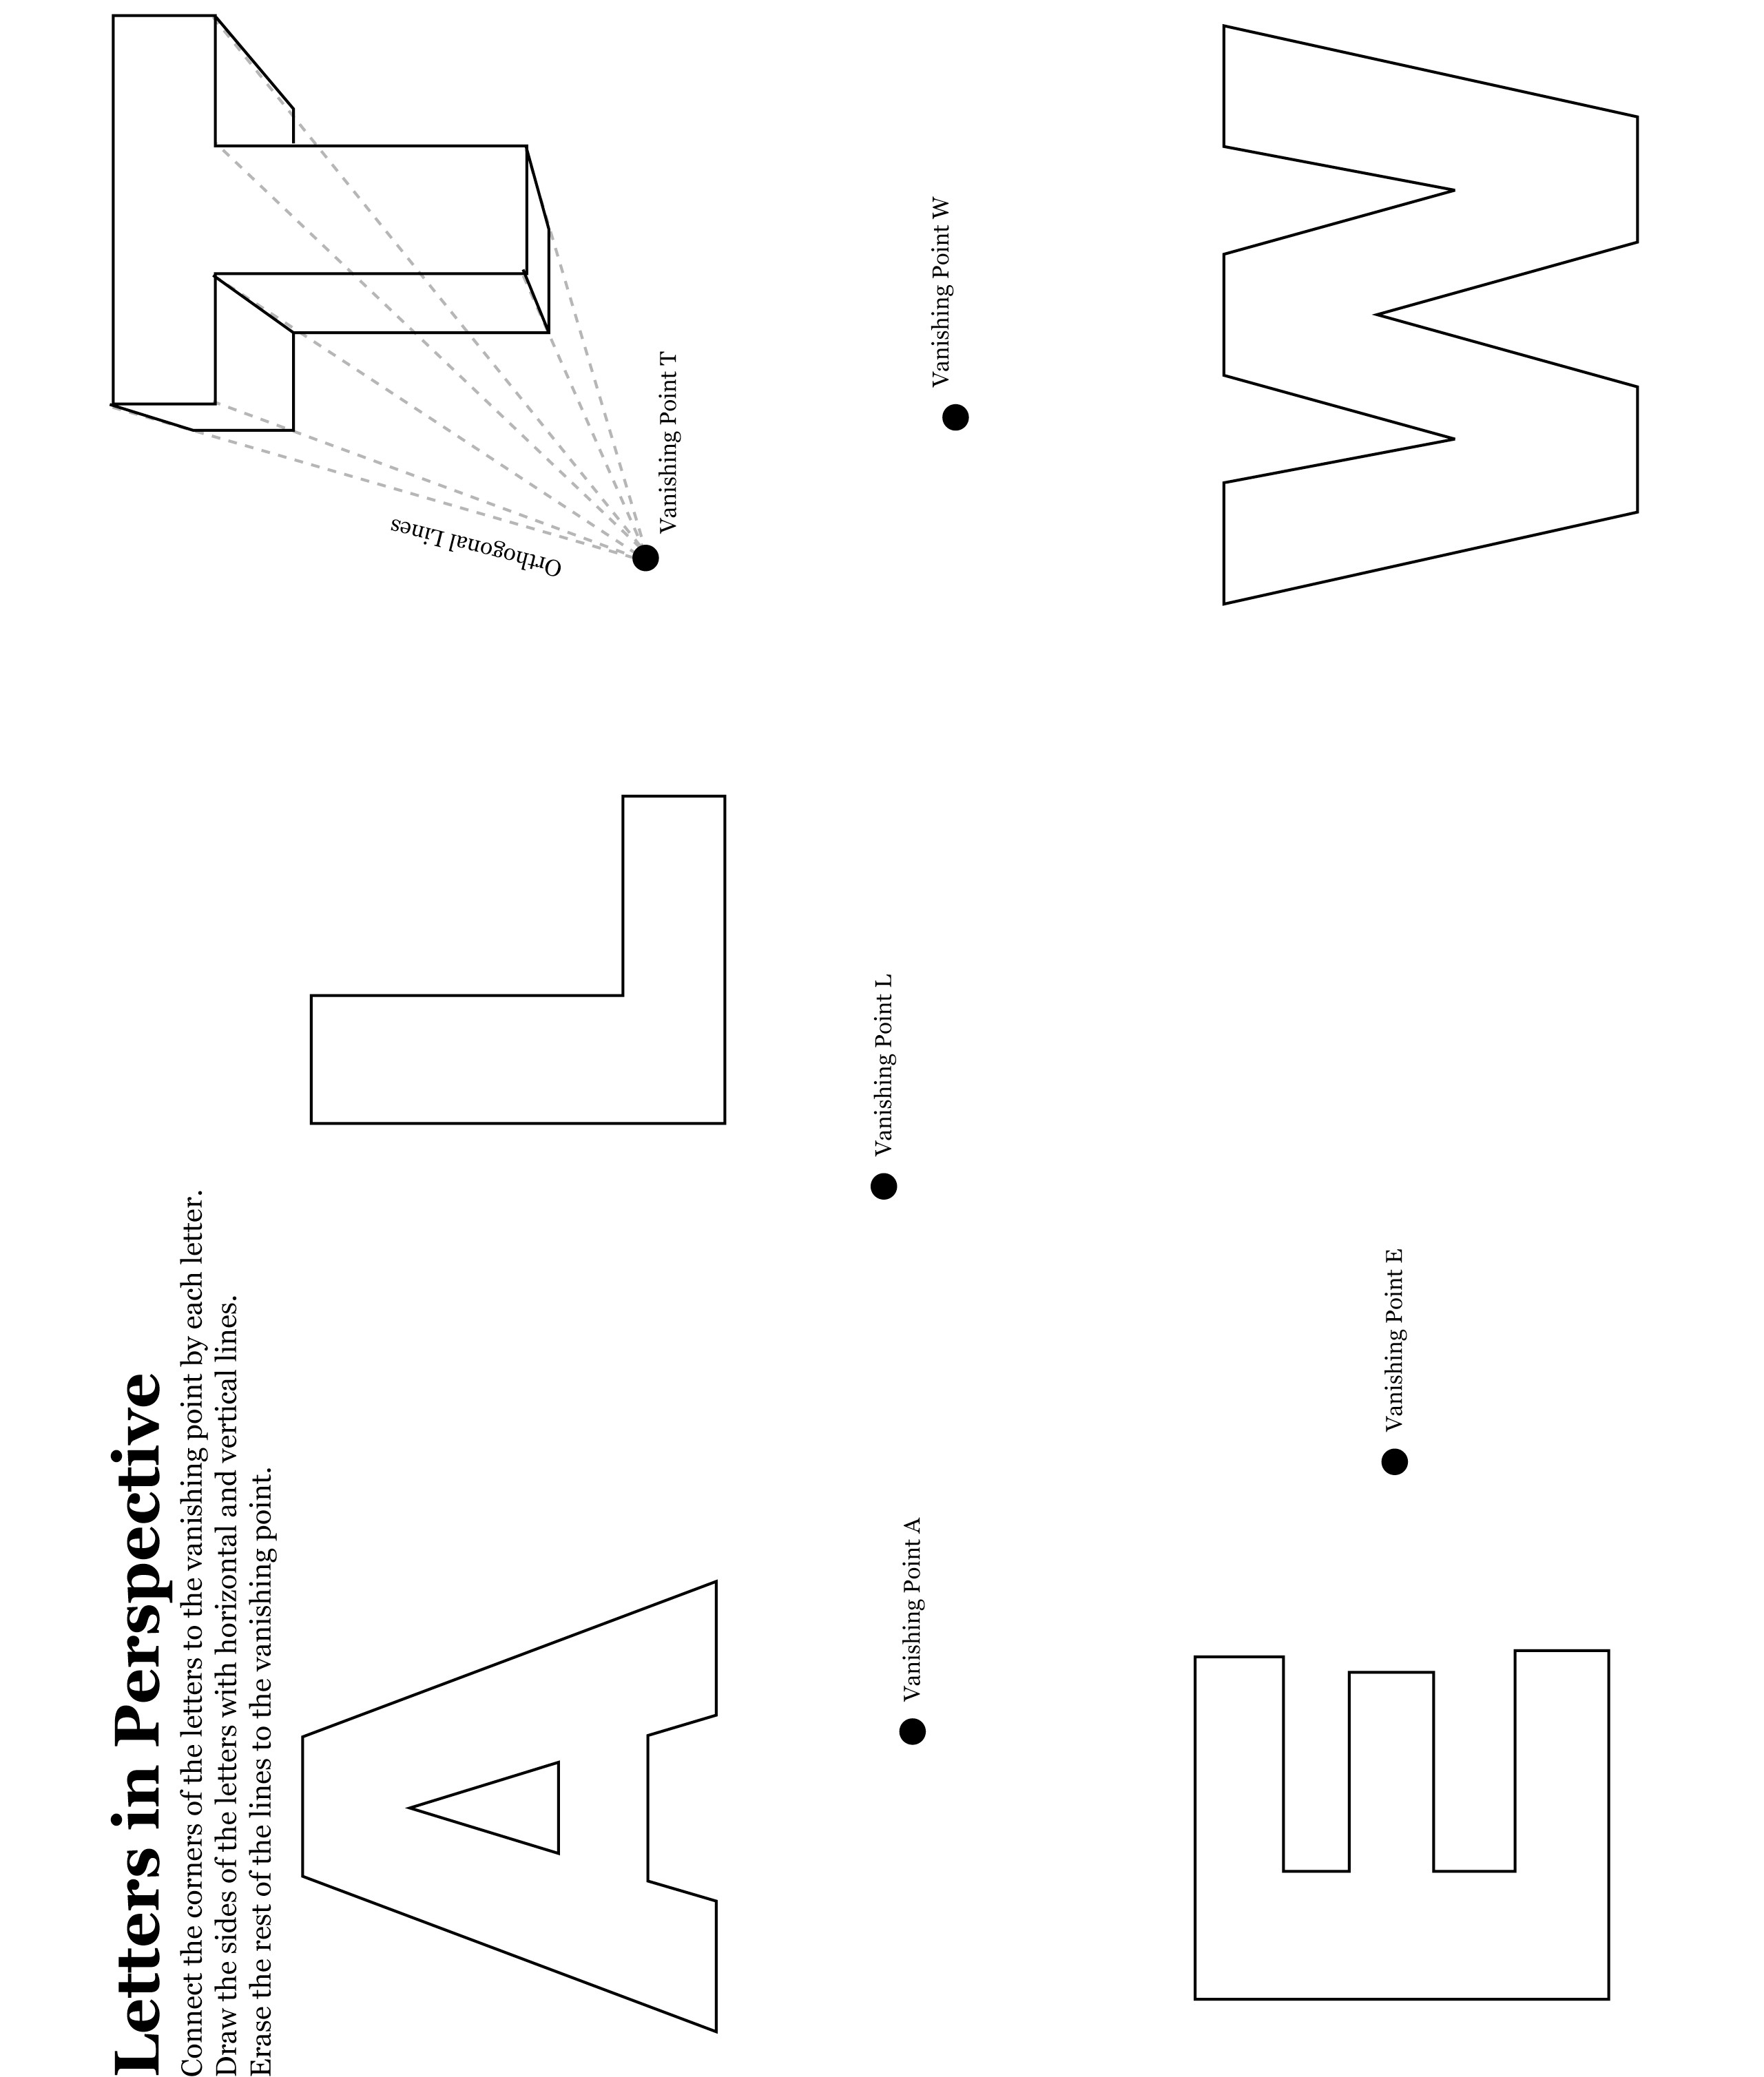 Letters in Perspective
Connect the corners of the letters to the vanishing point by each letter.
Draw the sides of the letters with horizontal and vertical lines.
Erase the rest of the lines to the vanishing point.
A
L
T
Orthogonal Lines
Vanishing Point T
Vanishing Point A
Vanishing Point L
Vanishing Point W
E
Vanishing Point E
W